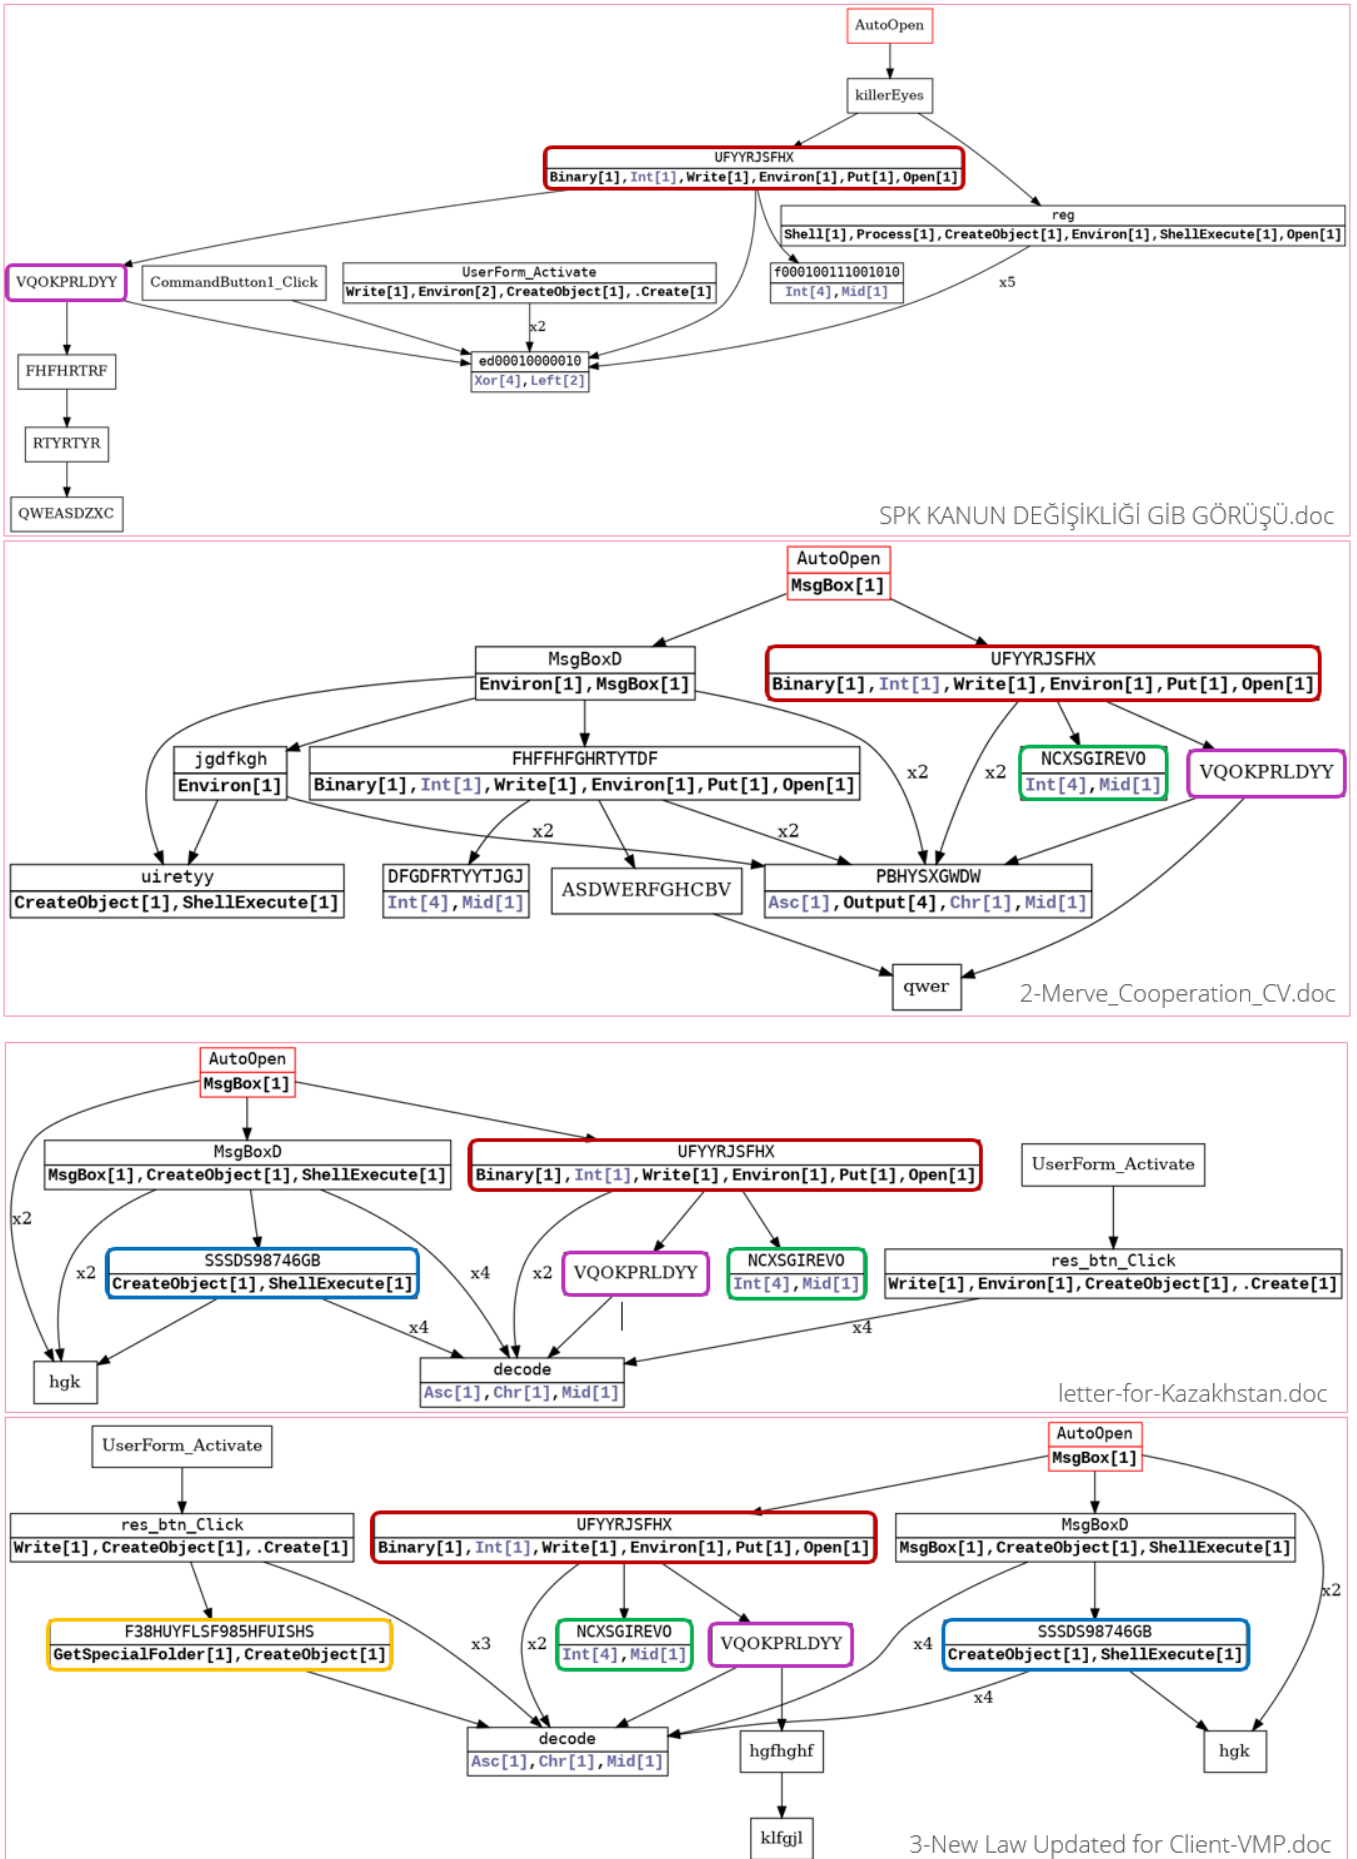 AutoOpen
killerEyes
UFYYRJSFHX
Binary[1],Int[1],Write[1],Environ[1],Put[1],Open[1]
reg
Shell[1],Process[1],CreateObject[1],Environ[1],ShellExecute[1],Open[1]
VQOKPRLDYY
CommandButton1_Click
UserForm_Activate
Write[1],Environ[2],CreateObject[1],.Create[1]
f000100111001010
Int[4],Mid[1]
x5
x2
ed00010000010
Xor[4],Left[2]
FHFHRTRF
RTYRTYR
QWEASDZXC
SPK KANUN DEĞİŞİKLİĞİ GİB GÖRÜŞÜ.doc
AutoOpen
MsgBox[1]
MsgBoxD
Environ[1],MsgBox[1]
UFYYRJSFHX
Binary[1],Int[1],Write[1],Environ[1],Put[1],Open[1]
jgdfkgh
Environ[1]
FHFFHFGHRTYTDF
Binary[1],Int[1],Write[1],Environ[1],Put[1],Open[1]
x2
x2
NCXSGIREVO
Int[4],Mid[1]
VQOKPRLDYY
x2
x2
uiretyy
CreateObject[1],ShellExecute[1]
DFGDFRTYYTJGJ
Int[4],Mid[1]
ASDWERFGHCBV
PBHYSXGWDW
Asc[1],Output[4],Chr[1],Mid[1]
qwer
2-Merve_Cooperation_CV.doc
AutoOpen
MsgBox[1]
MsgBoxD
MsgBox[1],CreateObject[1],ShellExecute[1]
UFYYRJSFHX
Binary[1],Int[1],Write[1],Environ[1],Put[1],Open[1]
UserForm_Activate
x2
x2
SSSDS98746GB
CreateObject[1],ShellExecute[1]
x4
x2
VQOKPRLDYY
NCXSGIREVO
Int[4],Mid[1]
res_btn_Click
Write[1],Environ[1],CreateObject[1],.Create[1]
x4
x4
hgk
decode
Asc[1],Chr[1],Mid[1]
letter-for-Kazakhstan.doc
UserForm_Activate
AutoOpen
MsgBox[1]
res_btn_Click
Write[1],CreateObject[1],.Create[1]
UFYYRJSFHX
Binary[1],Int[1],Write[1],Environ[1],Put[1],Open[1]
MsgBoxD
MsgBox[1],CreateObject[1],ShellExecute[1]
x2
F38HUYFLSF985HFUISHS
GetSpecialFolder[1],CreateObject[1]
x3
x2
NCXSGIREVO
Int[4],Mid[1]
VQOKPRLDYY
x4
SSSDS98746GB
CreateObject[1],ShellExecute[1]
x4
decode
Asc[1],Chr[1],Mid[1]
hgfhghf
hgk
klfgjl
3-New Law Updated for Client-VMP.doc